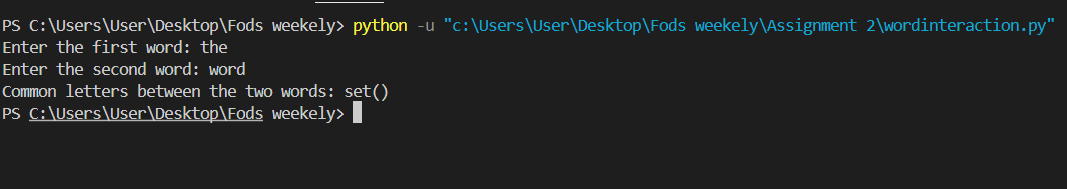 PS C:\Users\User\Desktop\Fods weekely> python -u "c:\Users\User\Desktop\Fods weekely\Assignment 2\wordinteraction.py"
Enter the first word: the
Enter the second word: word
Common letters between the two words: set()
PS C:\Users\User\Desktop\Fods weekely>